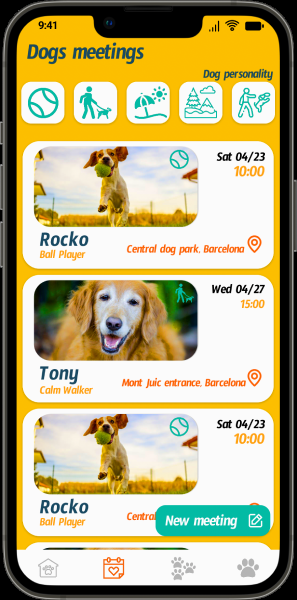 9:41
Dogs meetings
Dog personality
Sat 04/23
10:00
Rocko
Ball Player
Central dog park, Barcelona
Wed 04/27
15:00
Tony
Calm Walker
Mont Juic entrance, Barcelona
Sat 04/23
10:00
Rocko
Ball Player
Centra
New meeting